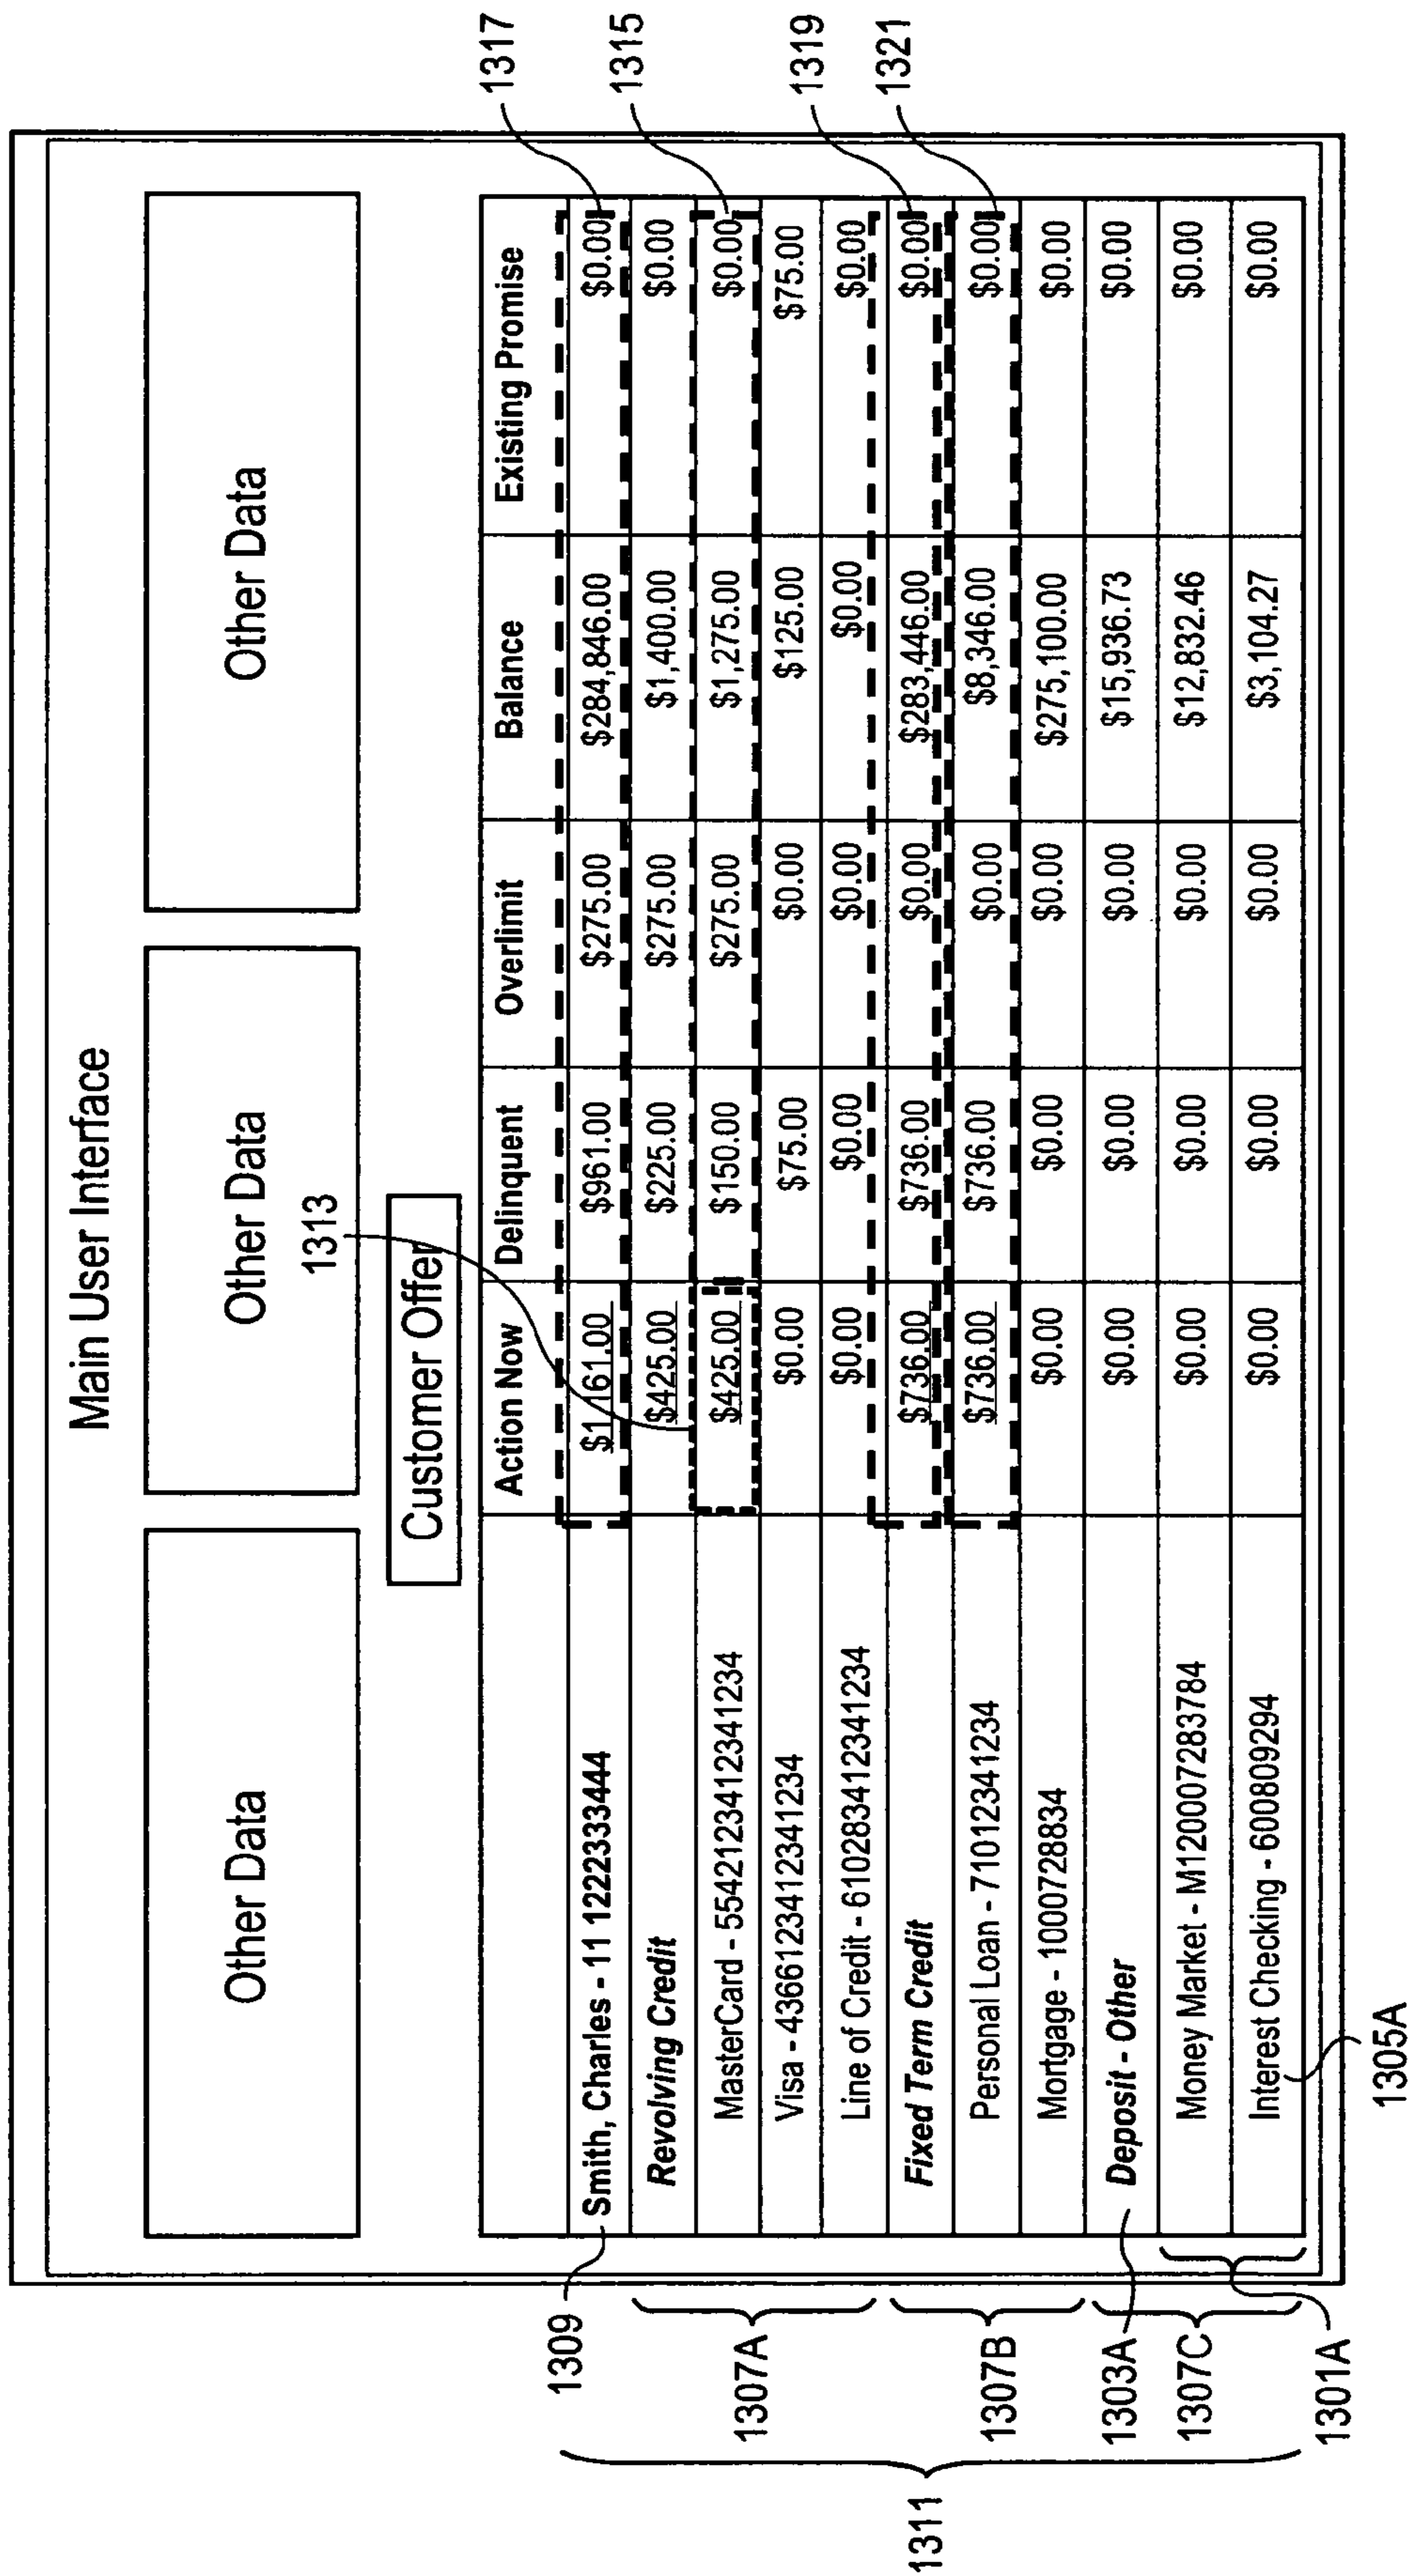 Main User Interface
Other Data Other Data Other Data
1313
Customer Offer
Action Now Delinquent Overlimit Balance Existing Promise
Smith, Charles - 11 122333444 $1,161.00 $961.00 $275.00 $284,846.00 $0.00
Revolving Credit $425.00 $225.00 $275.00 $1,400.00 $0.00
MasterCard - 5542123412341234 $425.00 $150.00 $275.00 $1,275.00 $0.00
Visa - 4366123412341234 $0.00 $75.00 $0.00 $125.00 $75.00
Line of Credit - 610283412341234 $0.00 $0.00 $0.00 $0.00 $0.00
Fixed Term Credit $736.00 $736.00 $0.00 $283,446.00 $0.00
Personal Loan - 71012341234 $736.00 $736.00 $0.00 $8,346.00 $0.00
Mortgage - 1000728834 $0.00 $0.00 $0.00 $275,100.00 $0.00
Deposit - Other $0.00 $0.00 $0.00 $15,936.73 $0.00
Money Market - M120007283784 $0.00 $0.00 $0.00 $12,832.46 $0.00
Interest Checking - 600809294 $0.00 $0.00 $0.00 $3,104.27 $0.00
1317
1315
1319
1321
1309
1307A
1307B
1303A
1307C
1301A
1311
1305A